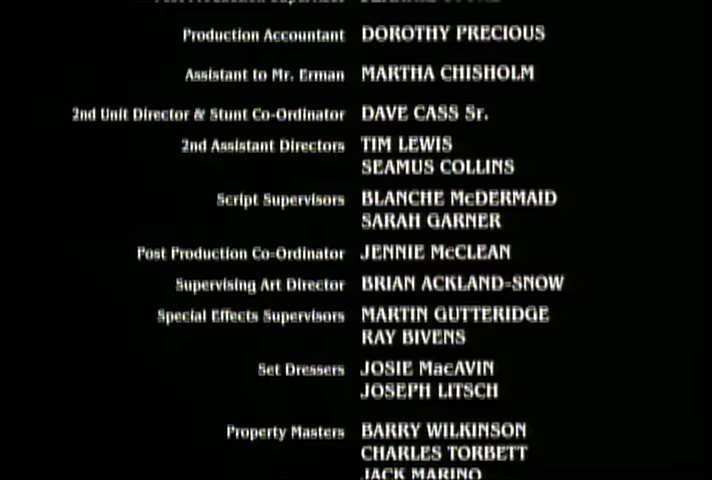 Production Accountant DOROTHY PRECIOUS
Assistant to Mr. Erman MARTHA CHISHOLM
2nd Unit Director & Stunt Co-Ordinator DAVE CASS Sr.
2nd Assistant Directors TIM LEWIS
SEAMUS COLLINS
Script Supervisors BLANCHE McDERMAID
SARAH GARNER
Post Production Co-Ordinator JENNIE McCLEAN
Supervising Art Director BRIAN ACKLAND-SNOW
Special Effects Supervisors MARTIN GUTTERIDGE
RAY BIVENS
Set Dressers JOSIE MacAVIN
JOSEPH LITSCH
Property Masters BARRY WILKINSON
CHARLES TORBETT
JACK MARINO